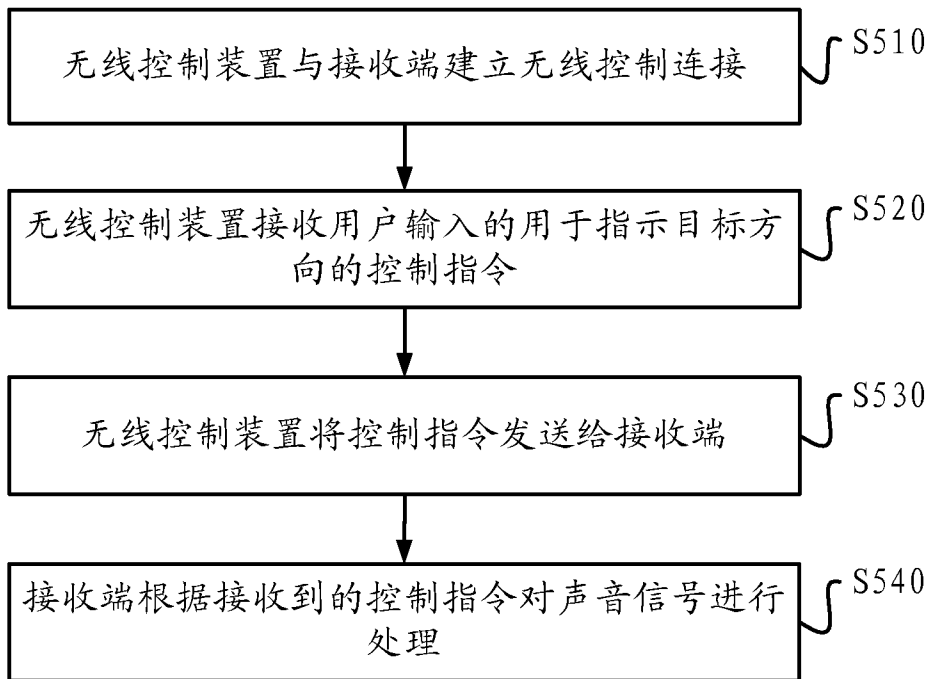 无线控制装置与接收端建立无线控制连接
S510
无线控制装置接收用户输入的用于指示目标方
向的控制指令
S520
无线控制装置将控制指令发送给接收端
S530
接收端根据接收到的控制指令对声音信号进行
处理
S540